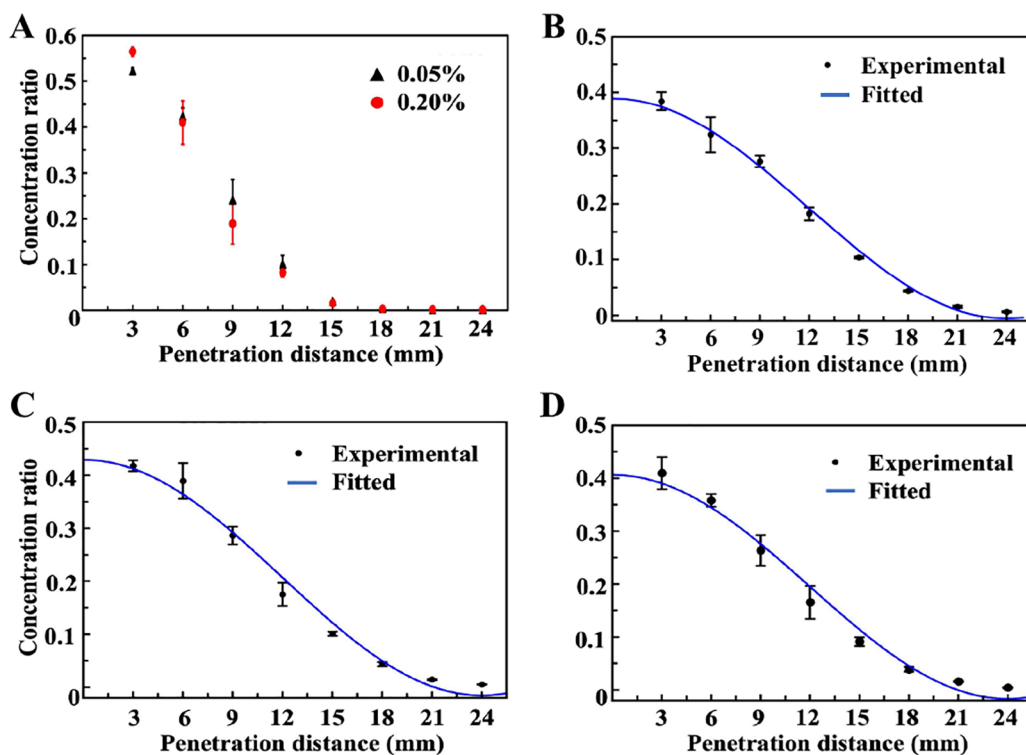 A
Concentration ratio
0.6
0.5
0.4
0.3
0.2
0.1
0
0.05%
0.20%
3 6 9 12 15 18 21 24
Penetration distance (mm)
B
0.5
0.4
0.3
0.2
0.1
0
Experimental
Fitted
3 6 9 12 15 18 21 24
Penetration distance (mm)
C
Concentration ratio
0.5
0.4
0.3
0.2
0.1
0
Experimental
Fitted
3 6 9 12 15 18 21 24
Penetration distance (mm)
D
0.5
0.4
0.3
0.2
0.1
0
Experimental
Fitted
3 6 9 12 15 18 21 24
Penetration distance (mm)